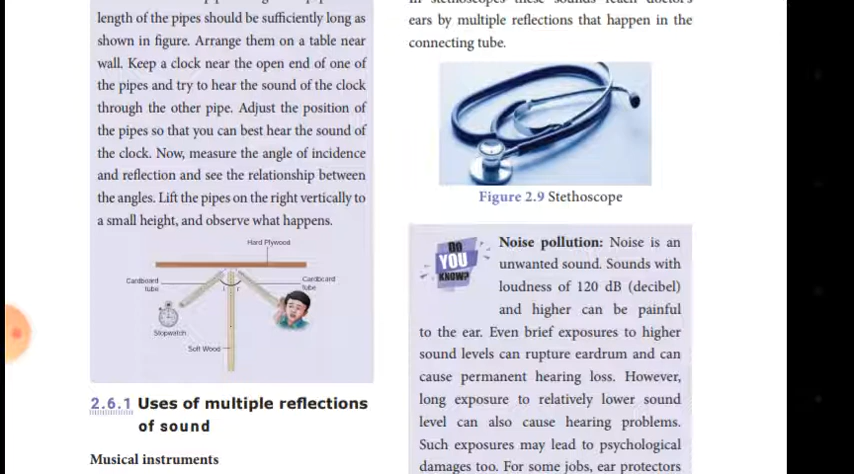 length of the pipes should be sufficiently long as
shown in figure. Arrange them on a table near
wall. Keep a clock near the open end of one of
the pipes and try to hear the sound of the clock
through the other pipe. Adjust the position of
the pipes so that you can best hear the sound of
the clock. Now, measure the angle of incidence
and reflection and see the relationship between
the angles. Lift the pipes on the right vertically to
a small height, and observe what happens.
Hard Plywood
Cardboard
tube
Cardboard
tube
i r
Stopwatch
Soft Wood
2.6.1 Uses of multiple reflections
of sound
Musical instruments
In stethoscopes these sounds reach doctors
ears by multiple reflections that happen in the
connecting tube.
Figure 2.9 Stethoscope
DO
YOU
KNOW?
Noise pollution: Noise is an
unwanted sound. Sounds with
loudness of 120 dB (decibel)
and higher can be painful
to the ear. Even brief exposures to higher
sound levels can rupture eardrum and can
cause permanent hearing loss. However,
long exposure to relatively lower sound
level can also cause hearing problems.
Such exposures may lead to psychological
damages too. For some jobs, ear protectors